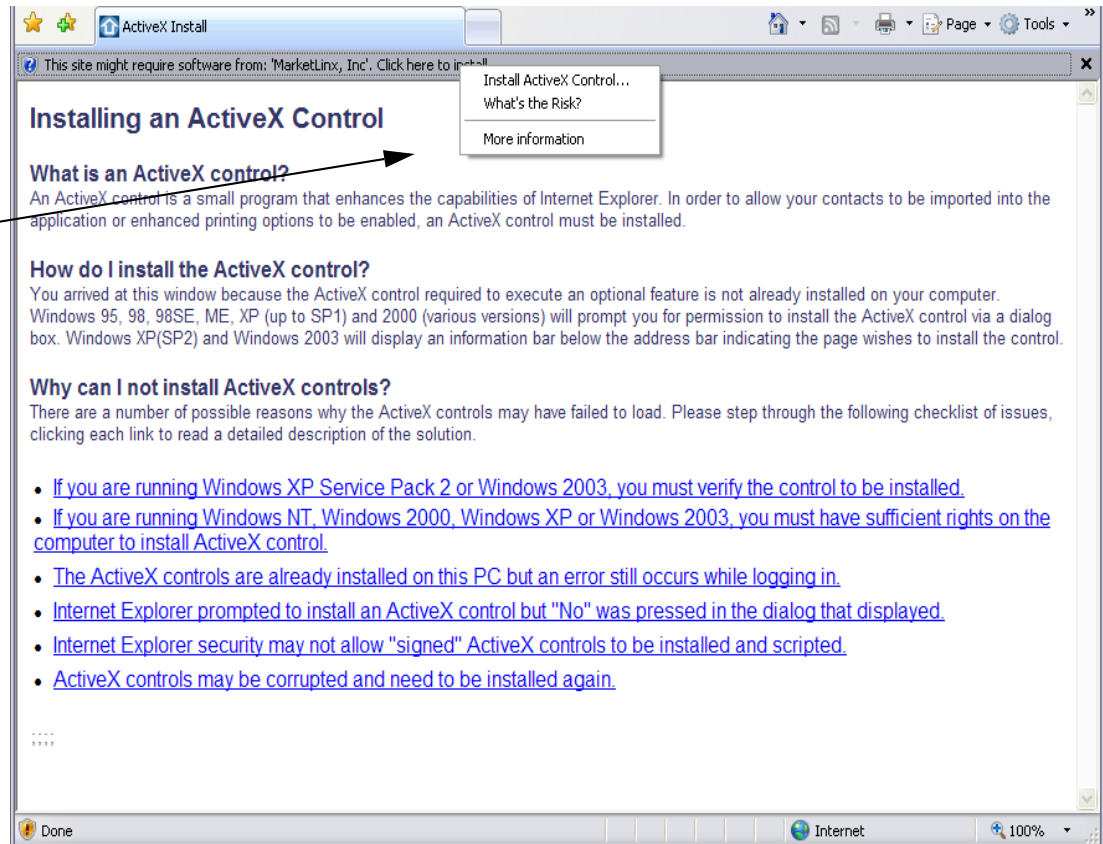 ActiveX Install
Page
Tools
»
This site might require software from: 'MarketLinx, Inc'. Click here to install
Install ActiveX Control...
What's the Risk?
More information
Installing an ActiveX Control
What is an ActiveX control?
An ActiveX control is a small program that enhances the capabilities of Internet Explorer. In order to allow your contacts to be imported into the
application or enhanced printing options to be enabled, an ActiveX control must be installed.
How do I install the ActiveX control?
You arrived at this window because the ActiveX control required to execute an optional feature is not already installed on your computer.
Windows 95, 98, 98SE, ME, XP (up to SP1) and 2000 (various versions) will prompt you for permission to install the ActiveX control via a dialog
box. Windows XP(SP2) and Windows 2003 will display an information bar below the address bar indicating the page wishes to install the control.
Why can I not install ActiveX controls?
There are a number of possible reasons why the ActiveX controls may have failed to load. Please step through the following checklist of issues,
clicking each link to read a detailed description of the solution.
• If you are running Windows XP Service Pack 2 or Windows 2003, you must verify the control to be installed.
• If you are running Windows NT, Windows 2000, Windows XP or Windows 2003, you must have sufficient rights on the
computer to install ActiveX control.
• The ActiveX controls are already installed on this PC but an error still occurs while logging in.
• Internet Explorer prompted to install an ActiveX control but "No" was pressed in the dialog that displayed.
• Internet Explorer security may not allow "signed" ActiveX controls to be installed and scripted.
• ActiveX controls may be corrupted and need to be installed again.
;;;;
Done
Internet
100%